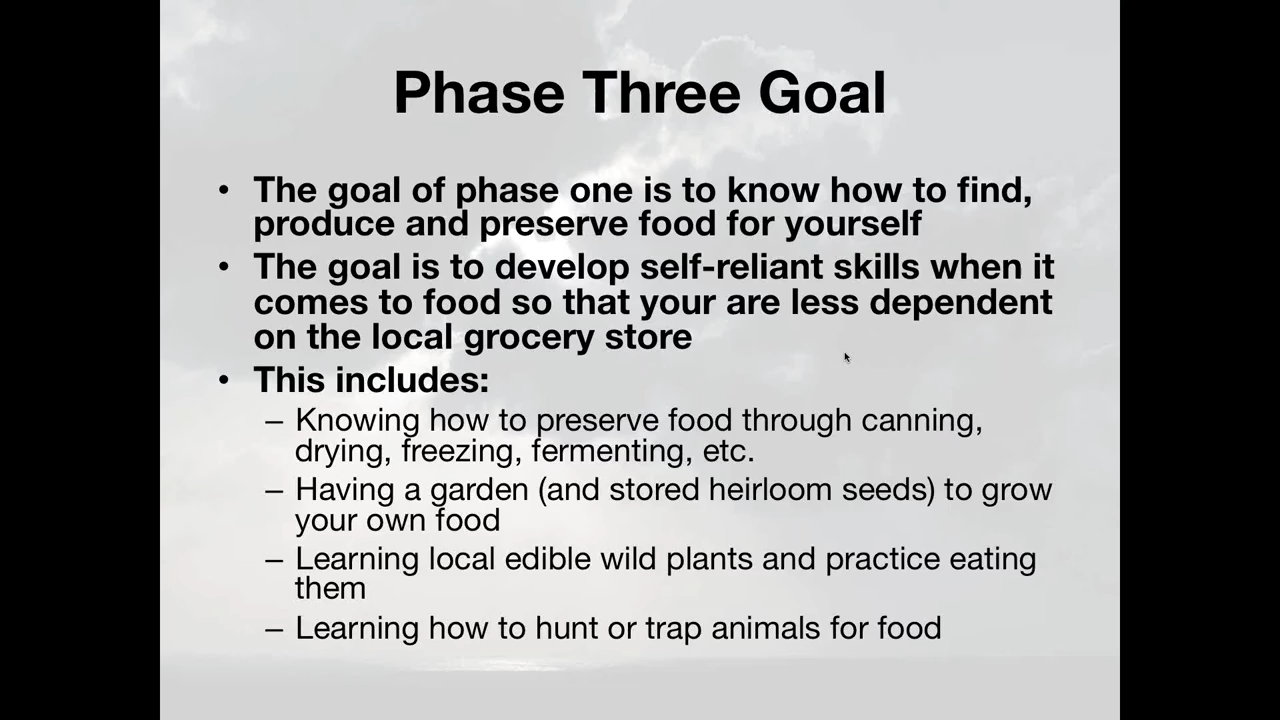 Phase Three Goal
• The goal of phase one is to know how to find,
produce and preserve food for yourself
• The goal is to develop self-reliant skills when it
comes to food so that your are less dependent
on the local grocery store
• This includes:
– Knowing how to preserve food through canning,
drying, freezing, fermenting, etc.
– Having a garden (and stored heirloom seeds) to grow
your own food
– Learning local edible wild plants and practice eating
them
– Learning how to hunt or trap animals for food